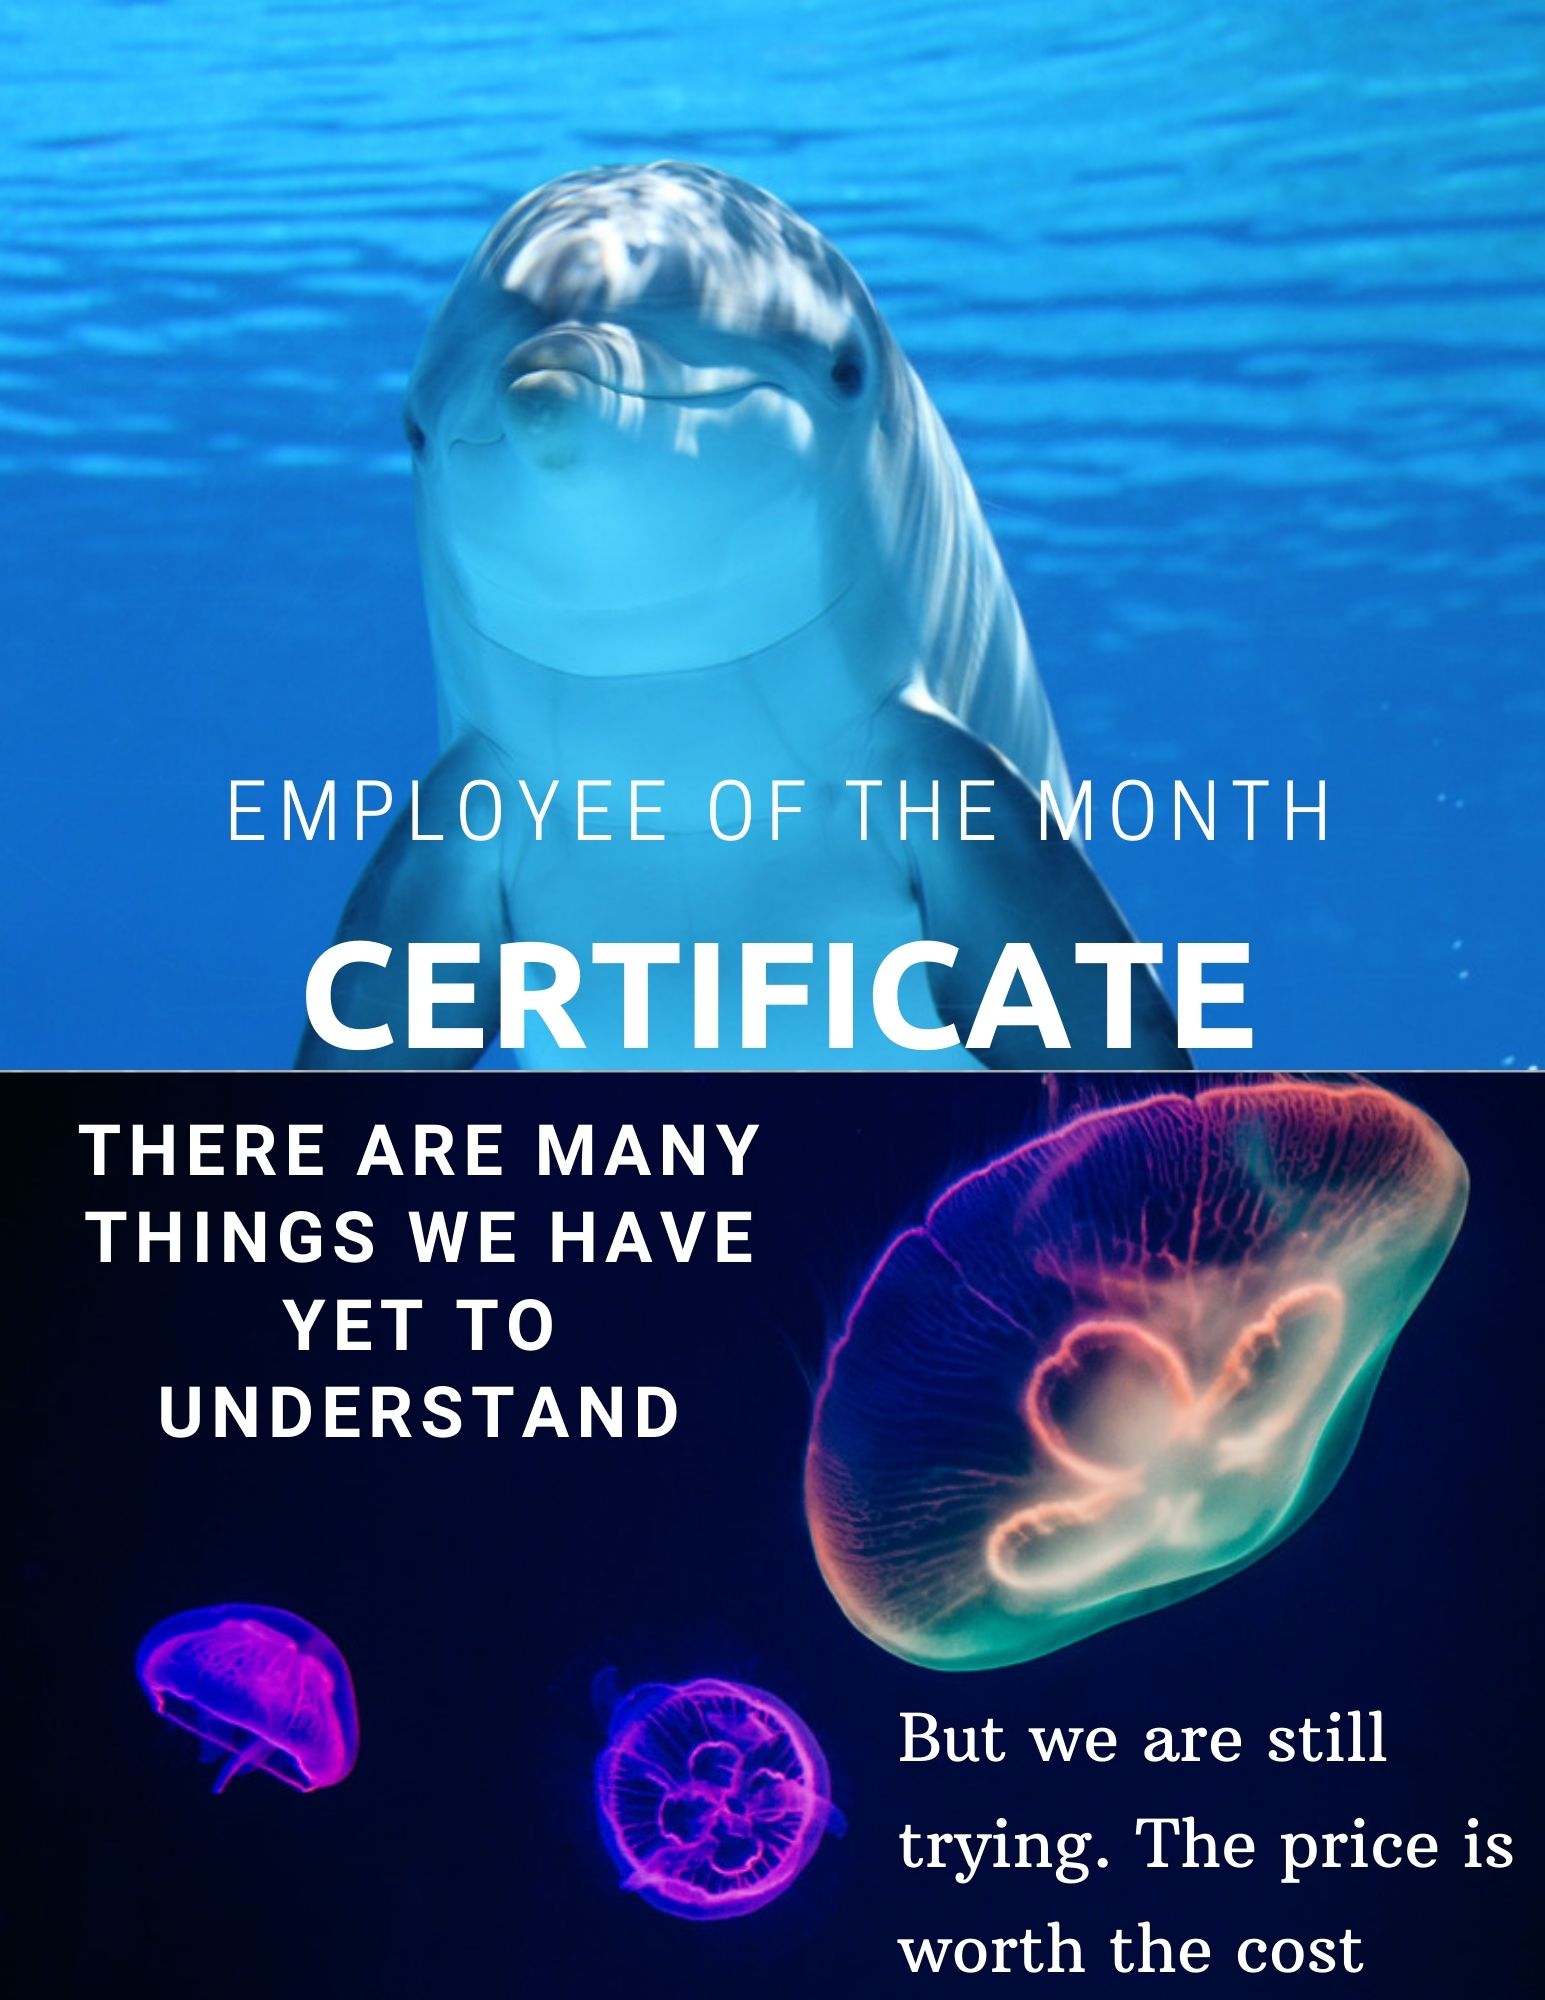 EMPLOYEE OF THE MONTH
CERTIFICATE
THERE ARE MANY
THINGS WE HAVE
YET TO
UNDERSTAND
But we are still
trying. The price is
worth the cost